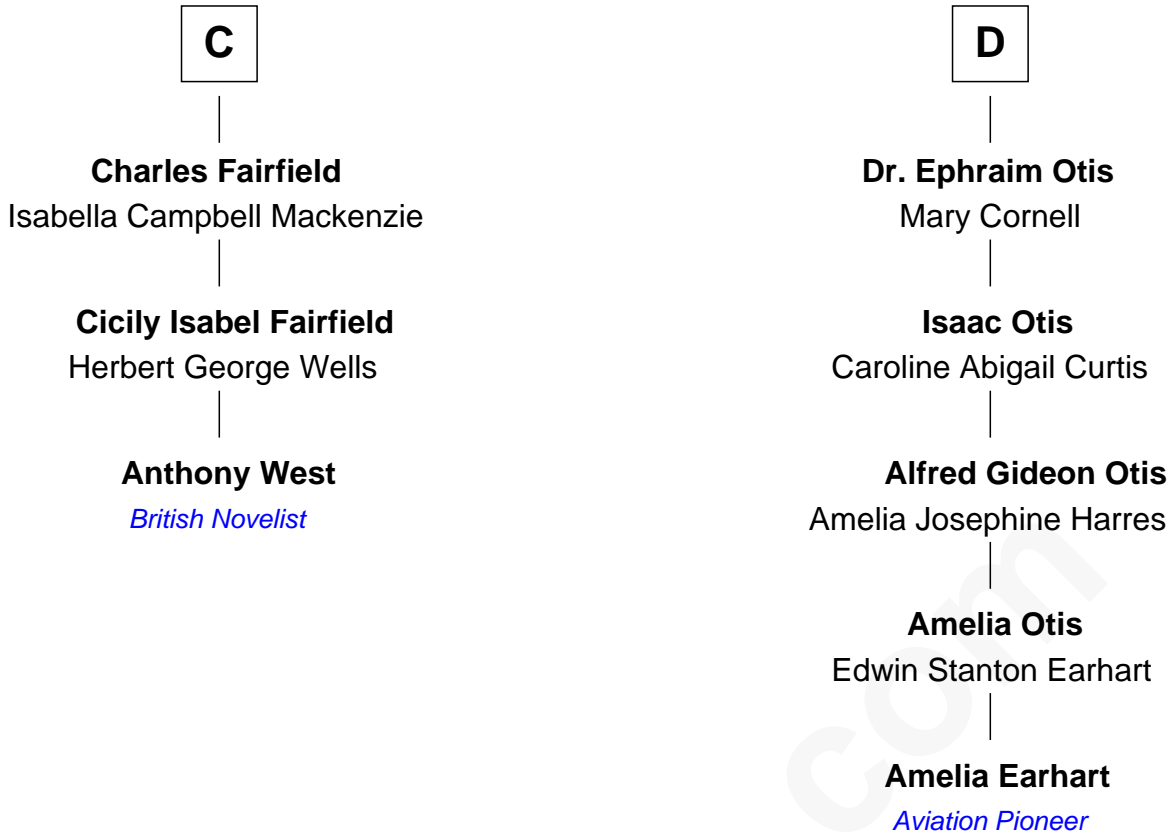 C
Charles Fairfield
Isabella Campbell Mackenzie
Cicily Isabel Fairfield
Herbert George Wells
Anthony West
British Novelist
D
Dr. Ephraim Otis
Mary Cornell
Isaac Otis
Caroline Abigail Curtis
Alfred Gideon Otis
Amelia Josephine Harres
Amelia Otis
Edwin Stanton Earhart
Amelia Earhart
Aviation Pioneer
com